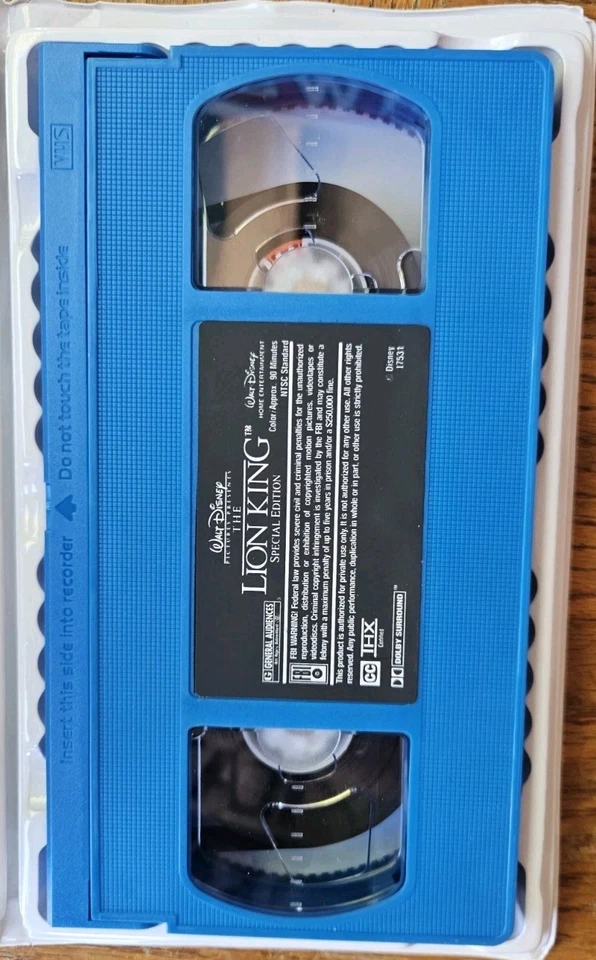 VHS
Insert this side into recorder Do not touch the tape inside
WALT DISNEY
PICTURES PRESENTS
THE
LION KING™
SPECIAL EDITION
WALT DISNEY
HOME ENTERTAINMENT
Color/Approx. 90 Minutes
NTSC Standard
G GENERAL AUDIENCES
FBI WARNING: Federal law provides severe civil and criminal penalties for the unauthorized
reproduction, distribution or exhibition of copyrighted motion pictures, videotapes or
videodiscs. Criminal copyright infringement is investigated by the FBI and may constitute a
felony with a maximum penalty of up to five years in prison and/or a $250,000 fine.
This product is authorized for private use only. It is not authorized for any other use. All other rights
reserved. Any public performance, duplication in whole or in part, or other use is strictly prohibited.
CC THX
Certified
DOLBY SURROUND™
© Disney
17531